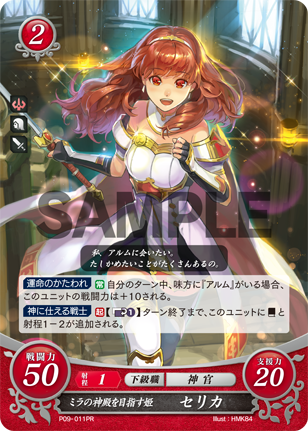 2
SAMPLE
私、アルムに会いたい。
たしかめたいことがたくさんあるの。
運命のかたわれ 常 自分のターン中、味方に『アルム』がいる場合、
このユニットの戦闘力は+10される。
神に仕える戦士 起 【1】ターン終了まで、このユニットに と
射程1-2が追加される。
戦闘力
50
射程 1 下級職 神官
支援力
20
ミラの神殿を目指す姫 セリカ
P09-011PR
Illust:HMK84